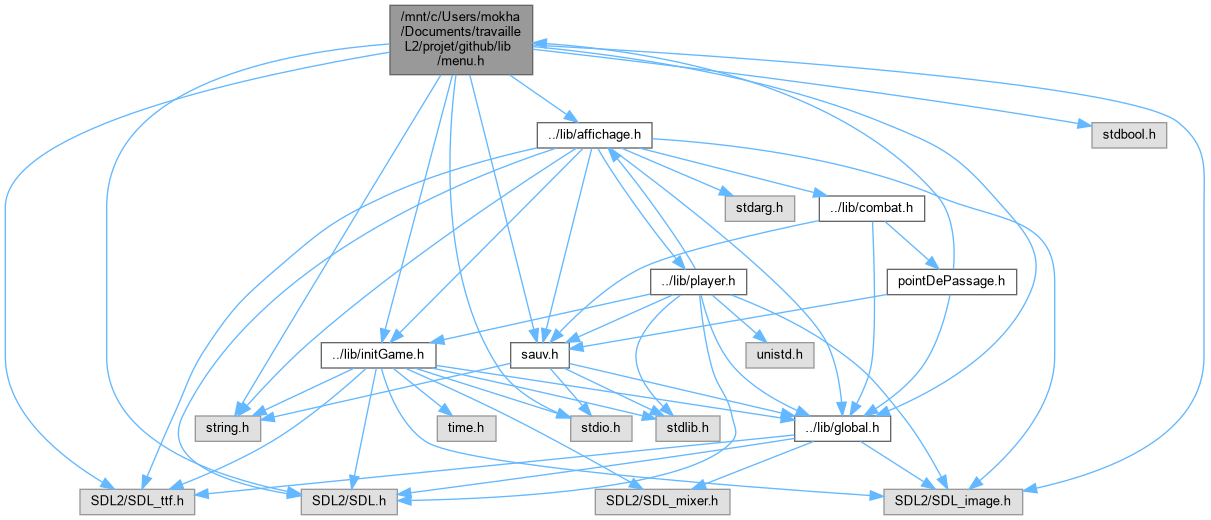 /mnt/c/Users/mokha
/Documents/travaille
L2/projet/github/lib
/menu.h
../lib/affichage.h
stdbool.h
stdarg.h
../lib/combat.h
../lib/player.h
pointDePassage.h
../lib/initGame.h
sauv.h
unistd.h
string.h
time.h
stdio.h
stdlib.h
../lib/global.h
SDL2/SDL_ttf.h
SDL2/SDL.h
SDL2/SDL_mixer.h
SDL2/SDL_image.h